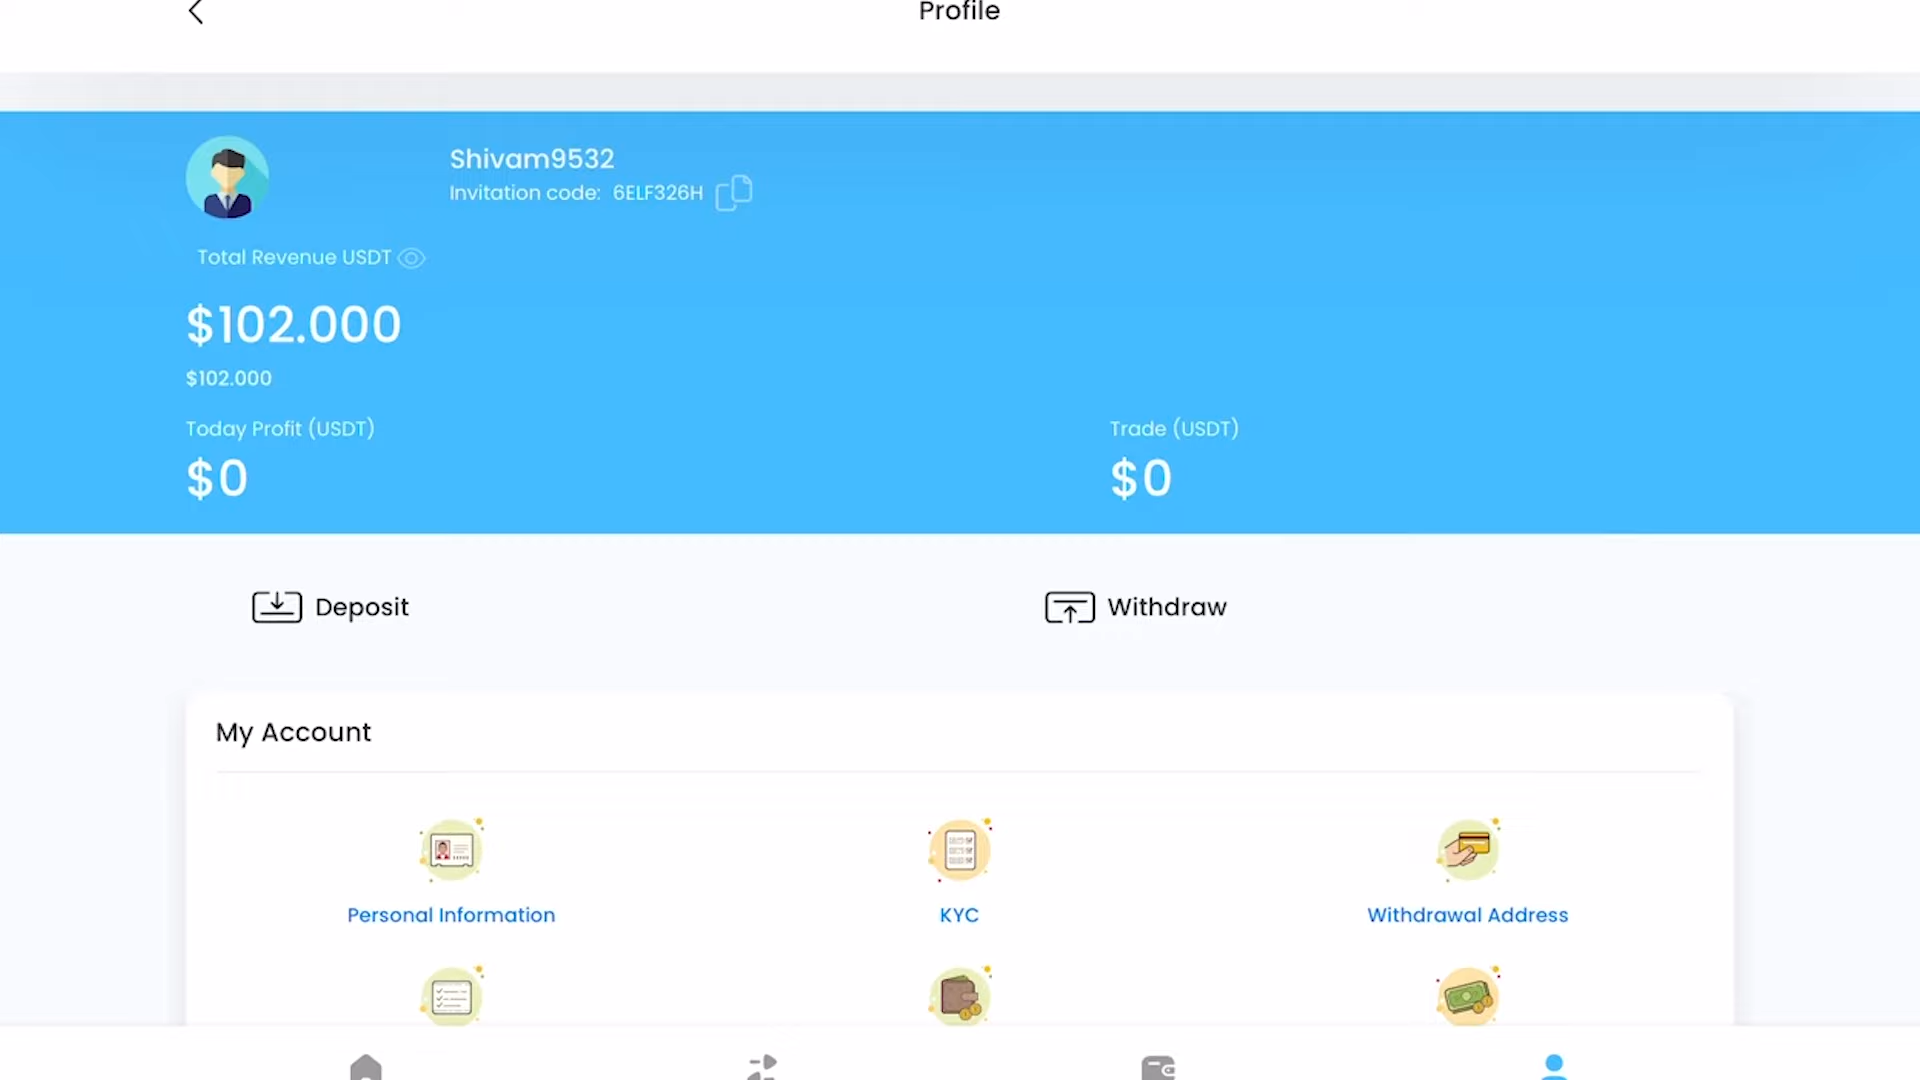 Profile
Shivam9532
Invitation code: 6ELF326H
Total Revenue USDT
$102.000
$102.000
Today Profit (USDT)
Trade (USDT)
$0
$0
Deposit
Withdraw
My Account
Personal Information
KYC
Withdrawal Address